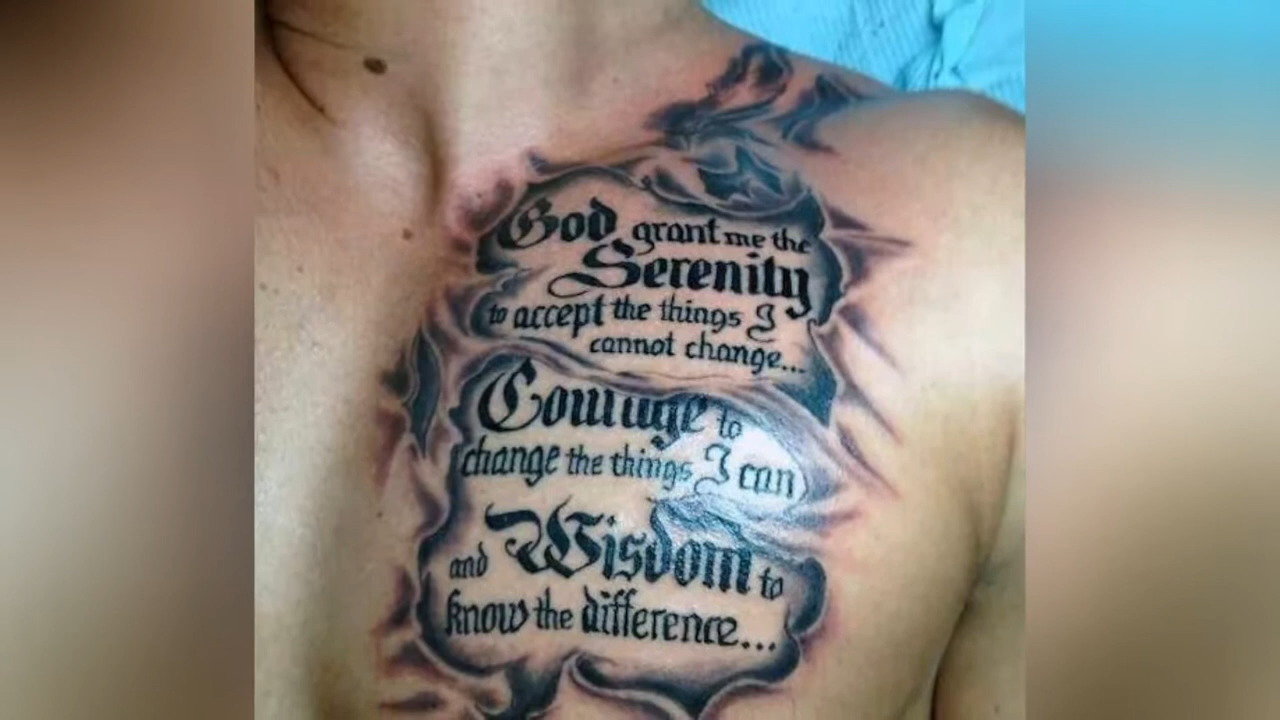 God grant me the
Serenity
to accept the things I
cannot change...
Courage to
change the things I can
and Wisdom to
know the difference...